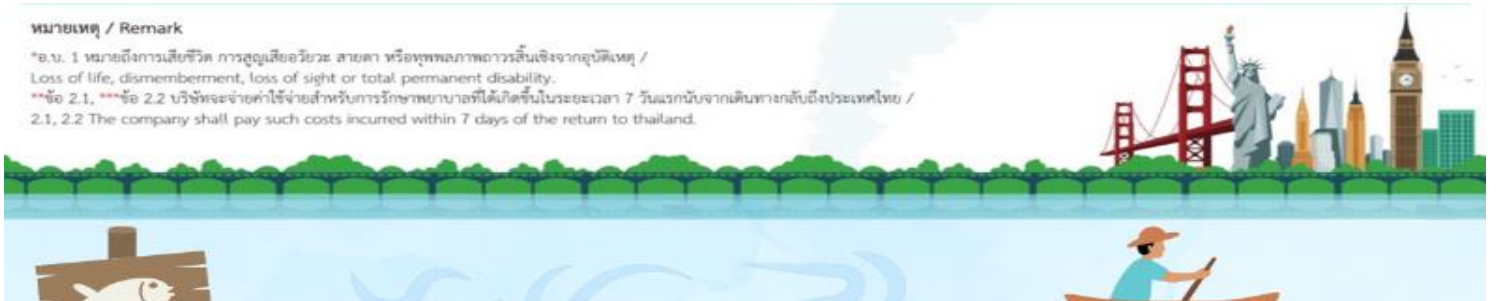 หมายเหตุ / Remark
*อ.บ. 1 หมายถึงการเสียชีวิต การสูญเสียอวัยวะ สายตา หรือทุพพลภาพถาวรสิ้นเชิงจากอุบัติเหตุ /
Loss of life, dismemberment, loss of sight or total permanent disability.
**ข้อ 2.1, ***ข้อ 2.2 บริษัทจะจ่ายค่าใช้จ่ายสำหรับการรักษาพยาบาลที่ได้เกิดขึ้นในระยะเวลา 7 วันแรกนับจากเดินทางกลับถึงประเทศไทย /
2.1, 2.2 The company shall pay such costs incurred within 7 days of the return to thailand.